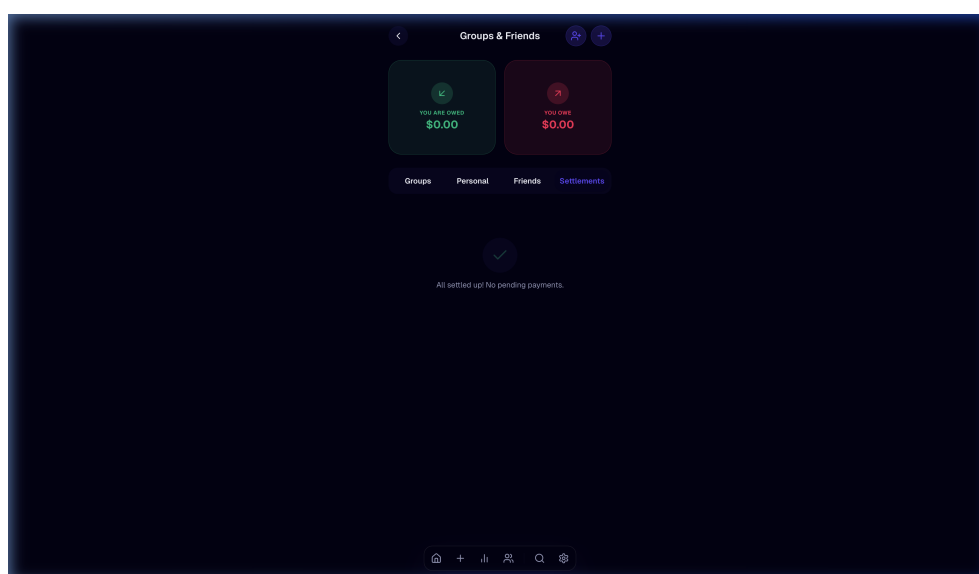 Groups & Friends
YOU ARE OWED
$0.00
YOU OWE
$0.00
Groups
Personal
Friends
Settlements
All settled up! No pending payments.